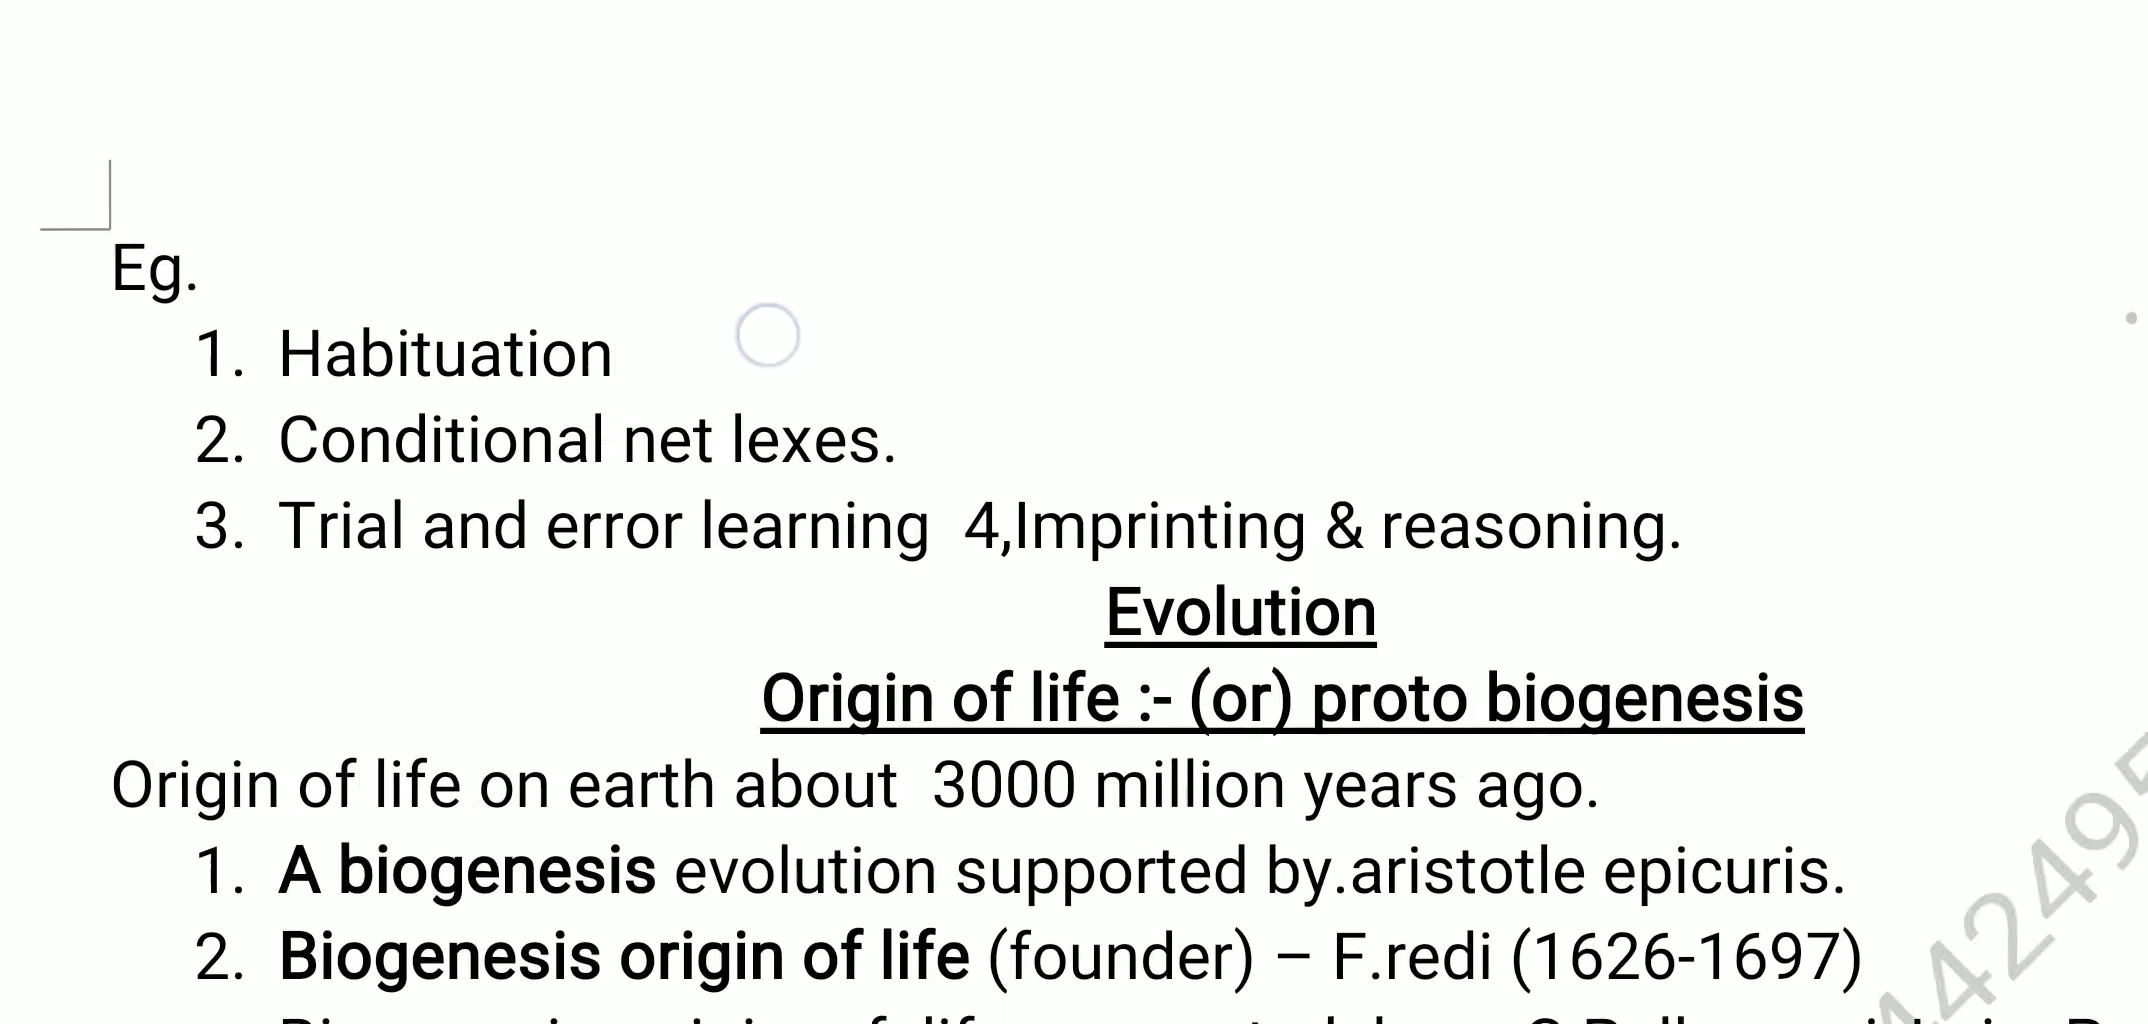 Eg.
1. Habituation
2. Conditional net lexes.
3. Trial and error learning  4,Imprinting & reasoning.
Evolution
Origin of life :- (or) proto biogenesis
Origin of life on earth about  3000 million years ago.
1. A biogenesis evolution supported by.aristotle epicuris.
2. Biogenesis origin of life (founder) – F.redi (1626-1697)